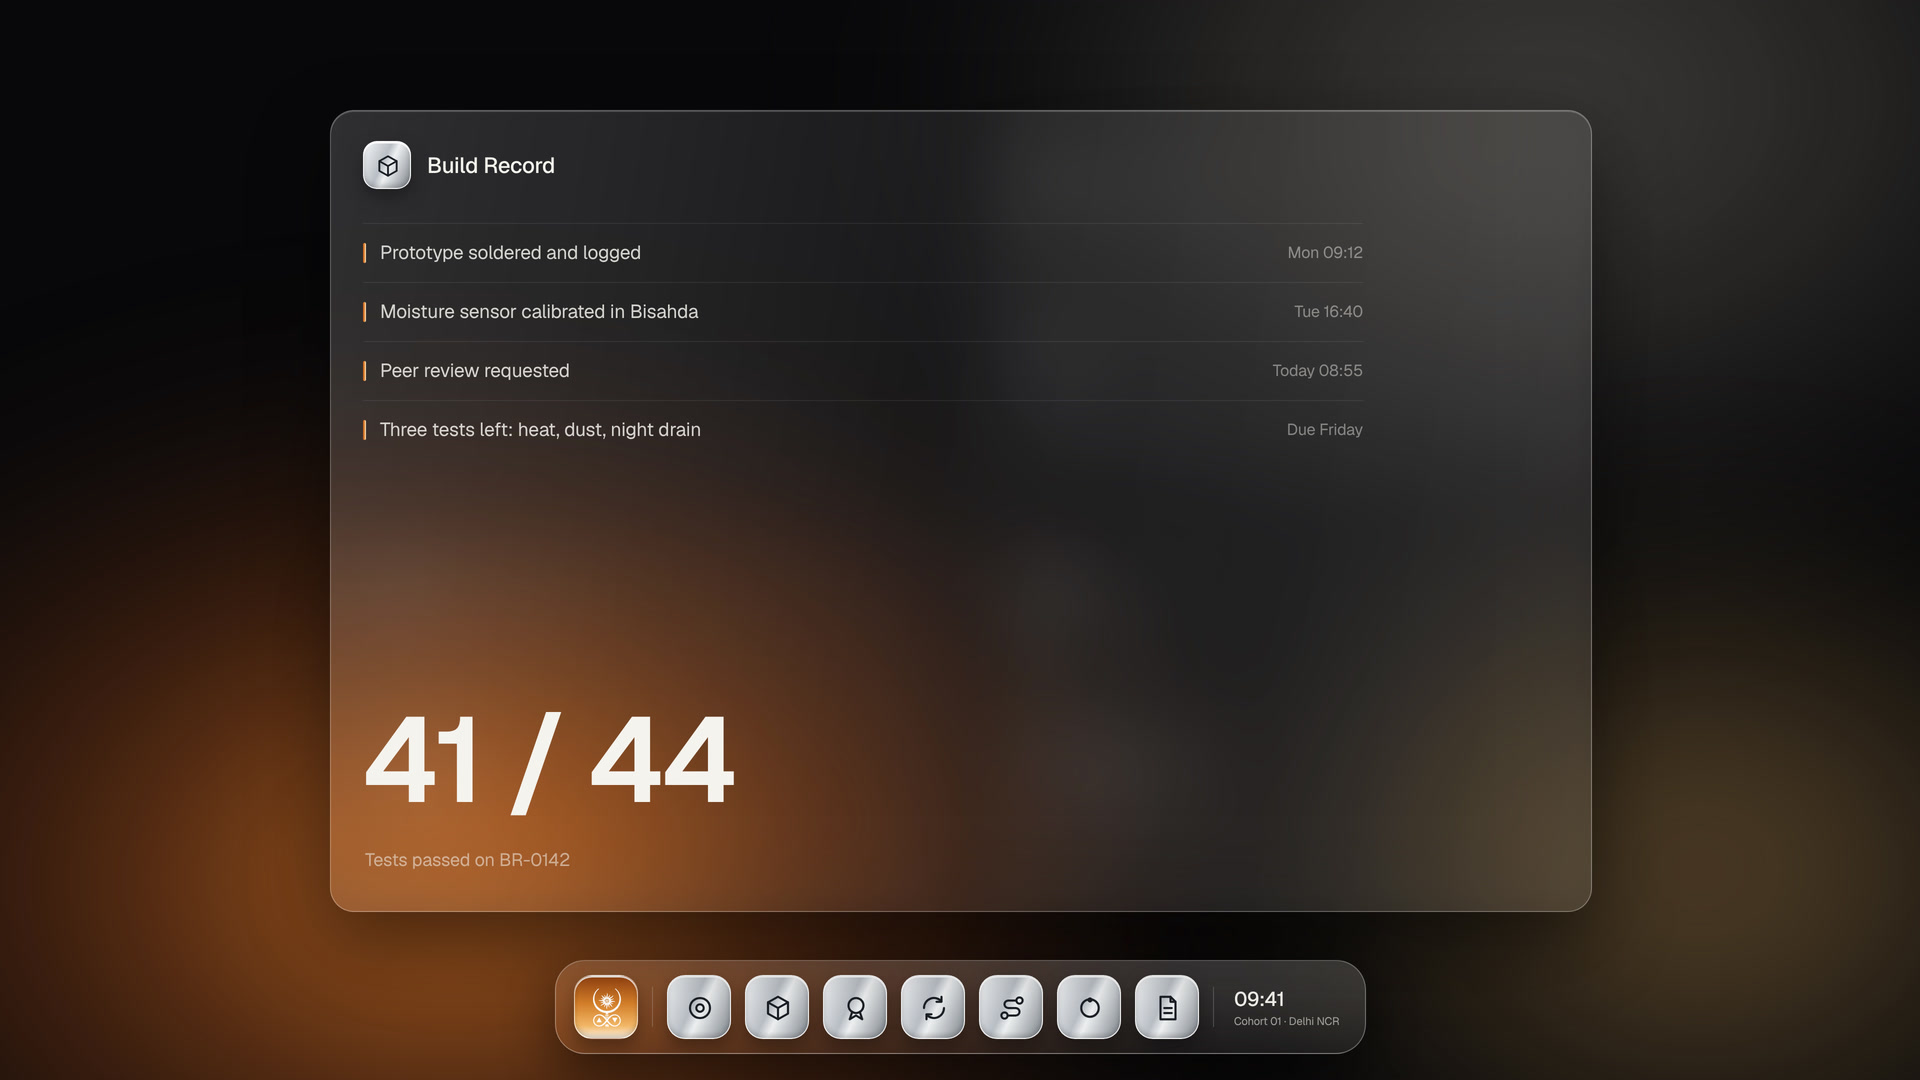 Build Record
Prototype soldered and logged Mon 09:12
Moisture sensor calibrated in Bisahda Tue 16:40
Peer review requested Today 08:55
Three tests left: heat, dust, night drain Due Friday
41 / 44
Tests passed on BR-0142
09:41
Cohort 01 · Delhi NCR